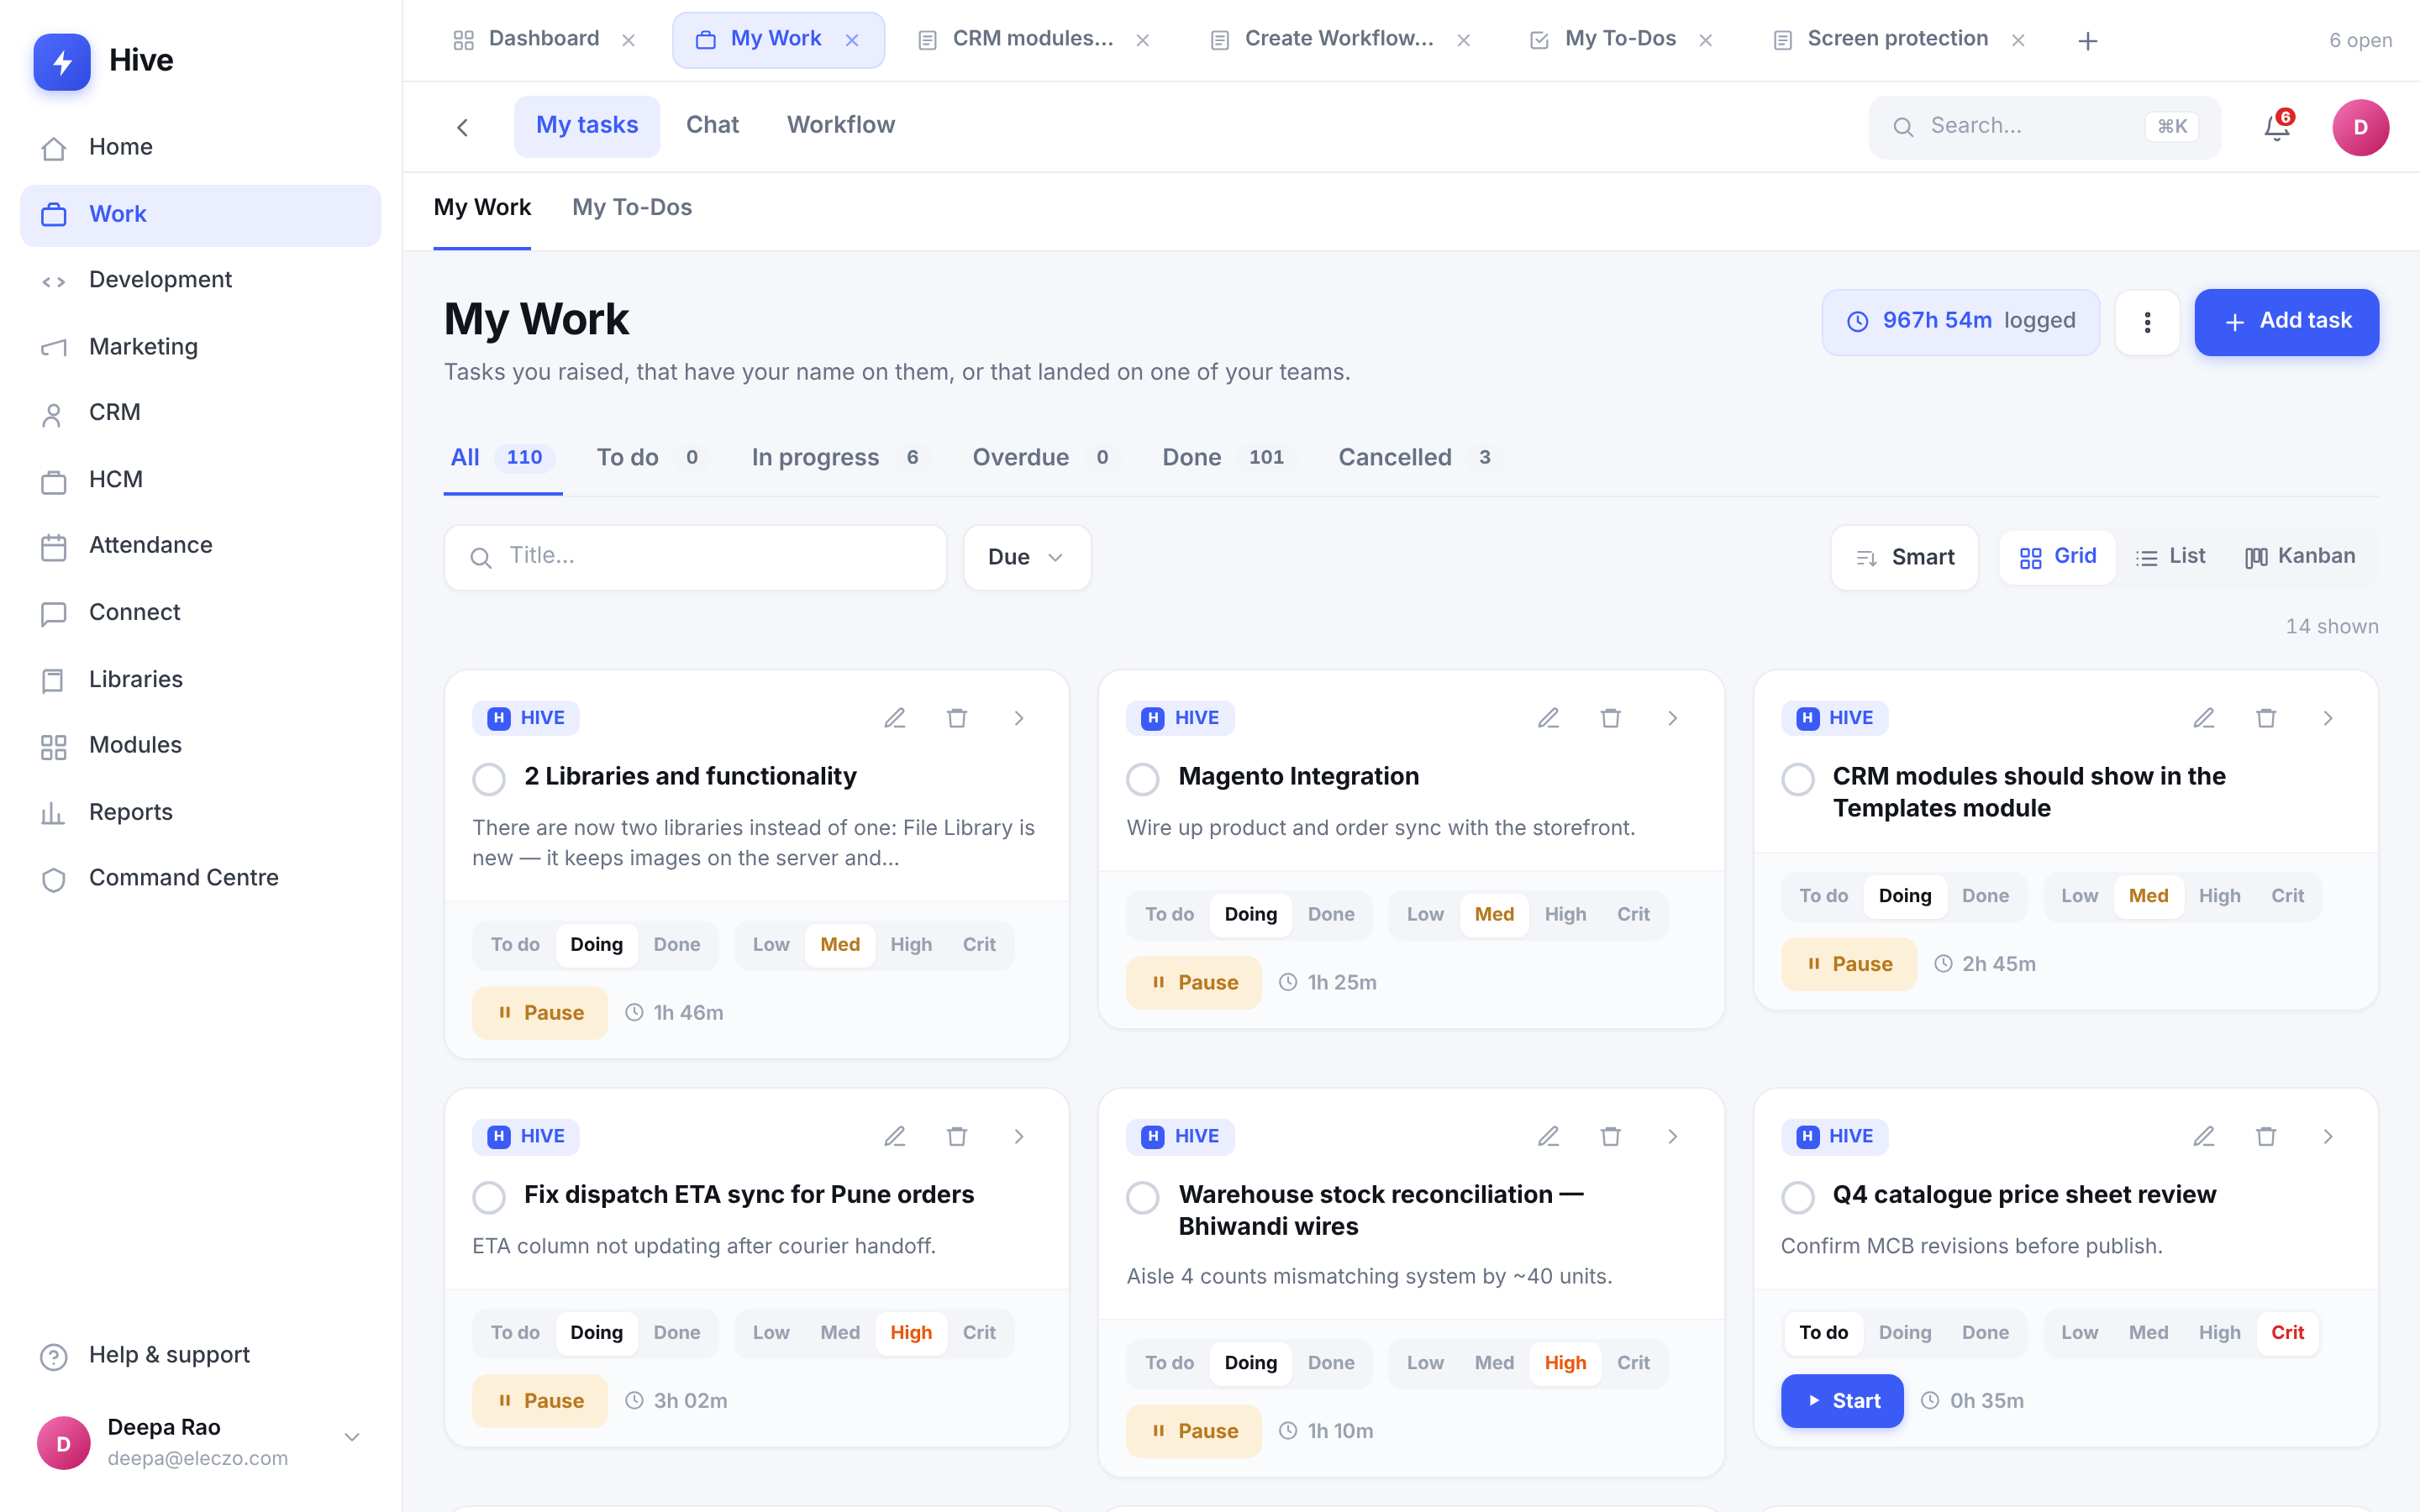 Hive
Home
Work
Development
Marketing
CRM
HCM
Attendance
Connect
Libraries
Modules
Reports
Command Centre
Help & support
D
Deepa Rao
deepa@eleczo.com
Dashboard
My Work
CRM modules...
Create Workflow...
My To-Dos
Screen protection
6 open
My tasks
Chat
Workflow
Search...
⌘K
6
D
My Work
My To-Dos
My Work
967h 54m logged
Add task
Tasks you raised, that have your name on them, or that landed on one of your teams.
All 110
To do 0
In progress 6
Overdue 0
Done 101
Cancelled 3
Title...
Due
Smart
Grid
List
Kanban
14 shown
H HIVE
2 Libraries and functionality
There are now two libraries instead of one: File Library is
new — it keeps images on the server and...
To do Doing Done Low Med High Crit
Pause 1h 46m
H HIVE
Magento Integration
Wire up product and order sync with the storefront.
To do Doing Done Low Med High Crit
Pause 1h 25m
H HIVE
CRM modules should show in the
Templates module
To do Doing Done Low Med High Crit
Pause 2h 45m
H HIVE
Fix dispatch ETA sync for Pune orders
ETA column not updating after courier handoff.
To do Doing Done Low Med High Crit
Pause 3h 02m
H HIVE
Warehouse stock reconciliation —
Bhiwandi wires
Aisle 4 counts mismatching system by ~40 units.
To do Doing Done Low Med High Crit
Pause 1h 10m
H HIVE
Q4 catalogue price sheet review
Confirm MCB revisions before publish.
To do Doing Done Low Med High Crit
Start 0h 35m